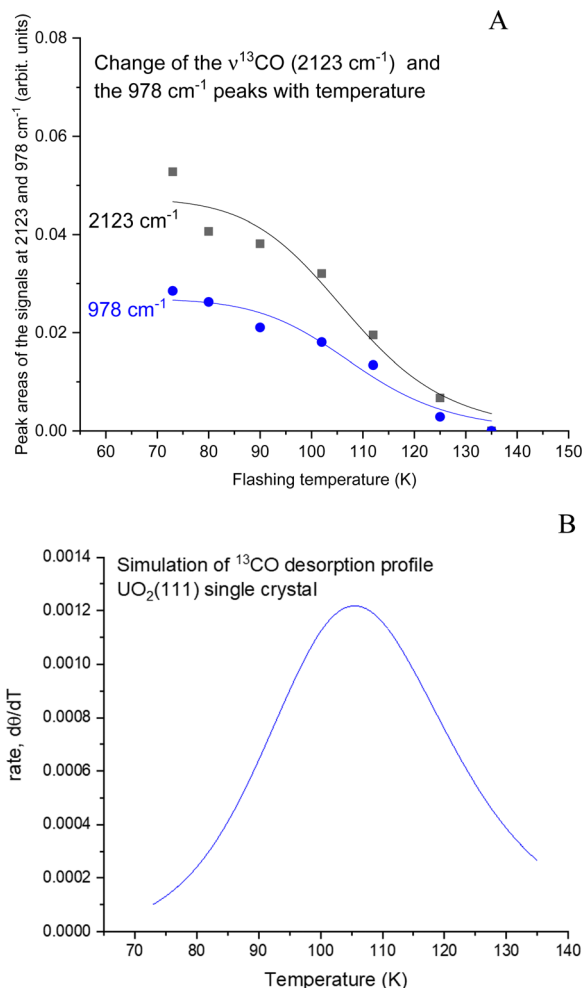 A
Change of the ν¹³CO (2123 cm⁻¹) and
the 978 cm⁻¹ peaks with temperature
Peak areas of the signals at 2123 and 978 cm⁻¹ (arbit. units)
0.08
0.06
0.04
0.02
0.00
2123 cm⁻¹
978 cm⁻¹
60 70 80 90 100 110 120 130 140 150
Flashing temperature (K)
B
Simulation of ¹³CO desorption profile
UO₂(111) single crystal
rate, dθ/dT
0.0014
0.0012
0.0010
0.0008
0.0006
0.0004
0.0002
0.0000
70 80 90 100 110 120 130 140
Temperature (K)